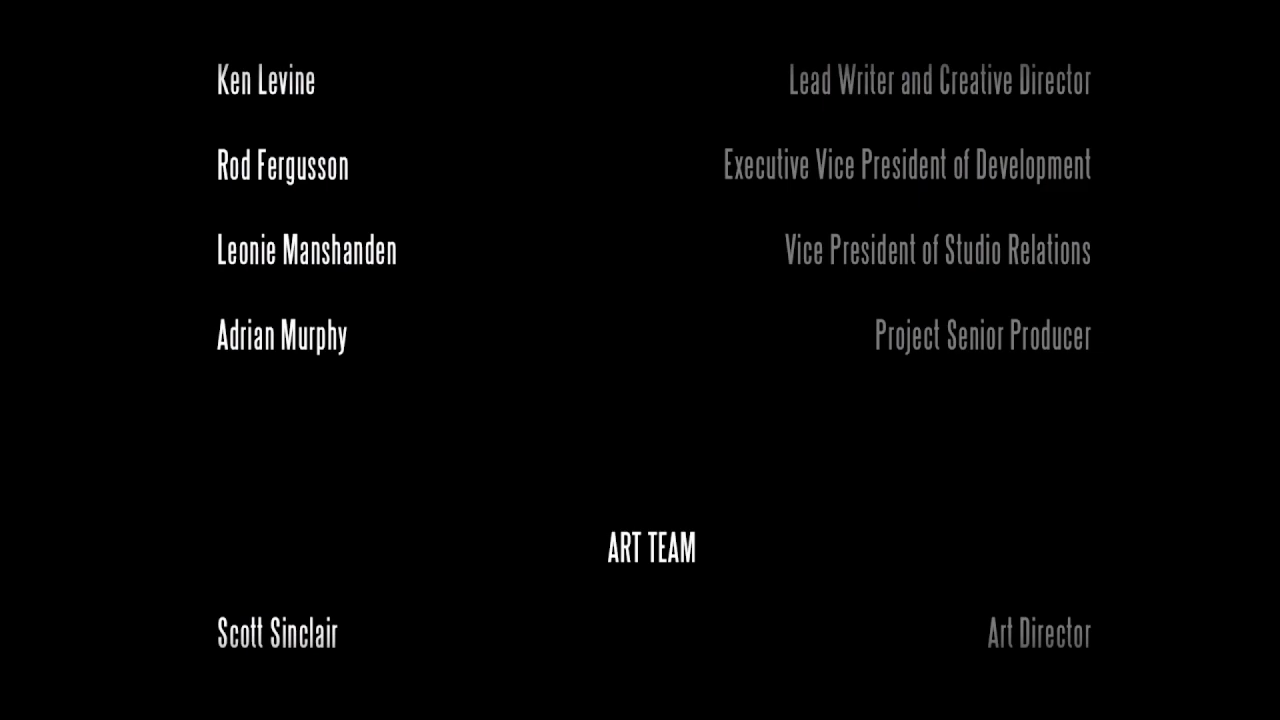 Ken Levine Lead Writer and Creative Director
Rod Fergusson Executive Vice President of Development
Leonie Manshanden Vice President of Studio Relations
Adrian Murphy Project Senior Producer
ART TEAM
Scott Sinclair Art Director